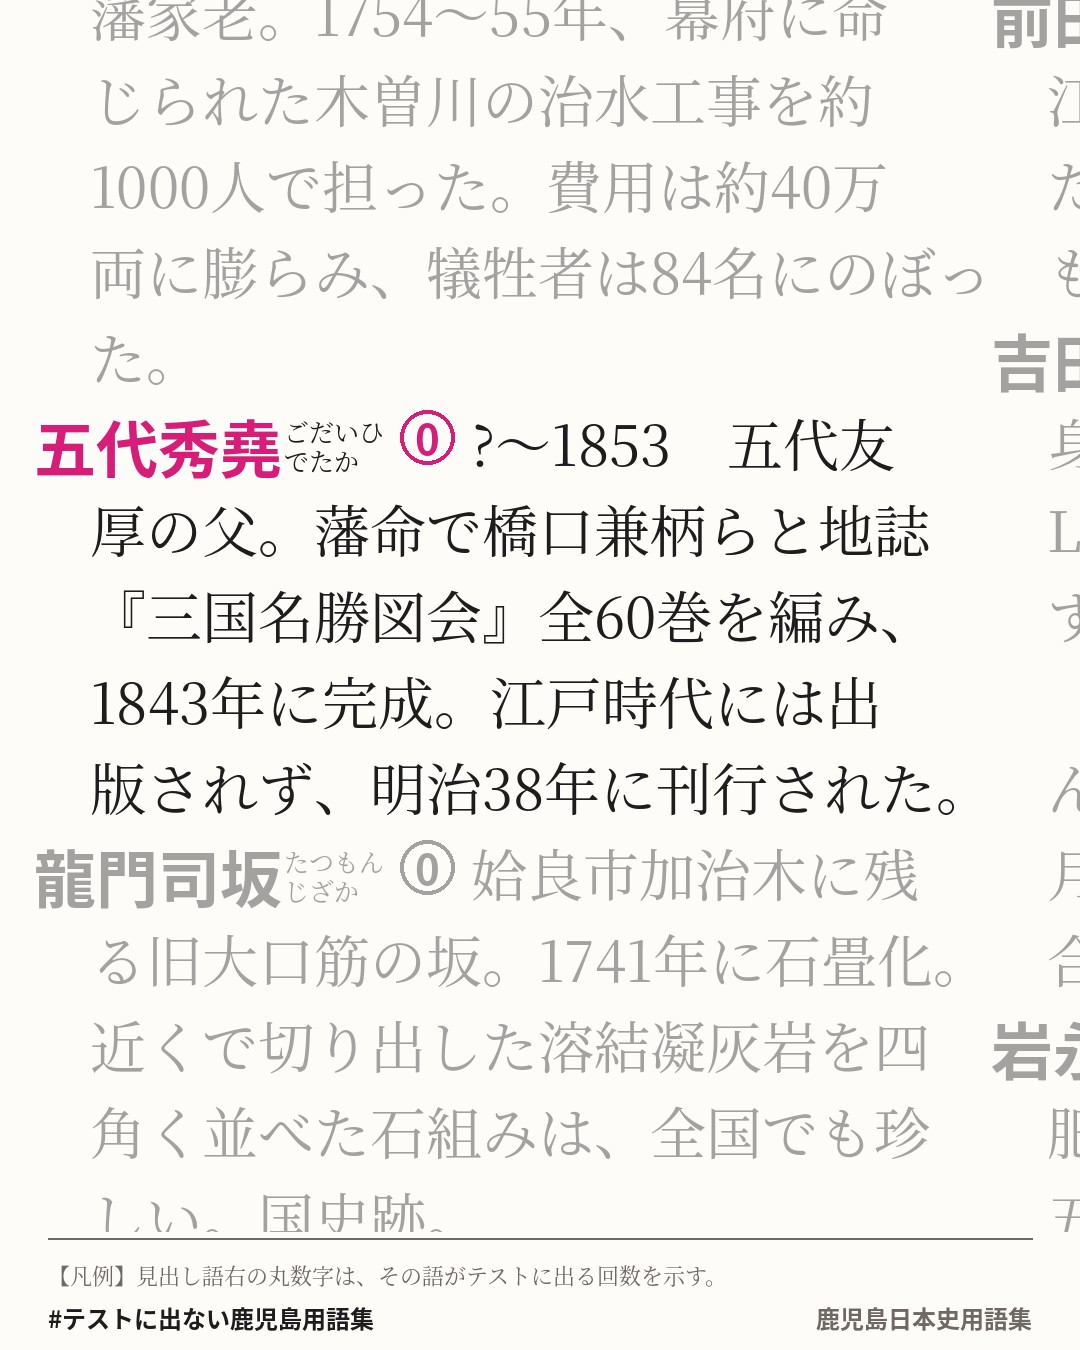 藩家老。1754〜55年、幕府に命
じられた木曽川の治水工事を約
1000人で担った。費用は約40万
両に膨らみ、犠牲者は84名にのぼっ
た。
五代秀堯 ごだいひでたか ⓪ ?〜1853　五代友
厚の父。藩命で橋口兼柄らと地誌
『三国名勝図会』全60巻を編み、
1843年に完成。江戸時代には出
版されず、明治38年に刊行された。
龍門司坂 たつもんじざか ⓪ 姶良市加治木に残
る旧大口筋の坂。1741年に石畳化。
近くで切り出した溶結凝灰岩を四
角く並べた石組みは、全国でも珍
しい。国史跡。
前田
江
た
も
吉田
身
L
す
ん
月
合
岩永
肥
五
【凡例】見出し語右の丸数字は、その語がテストに出る回数を示す。
#テストに出ない鹿児島用語集
鹿児島日本史用語集